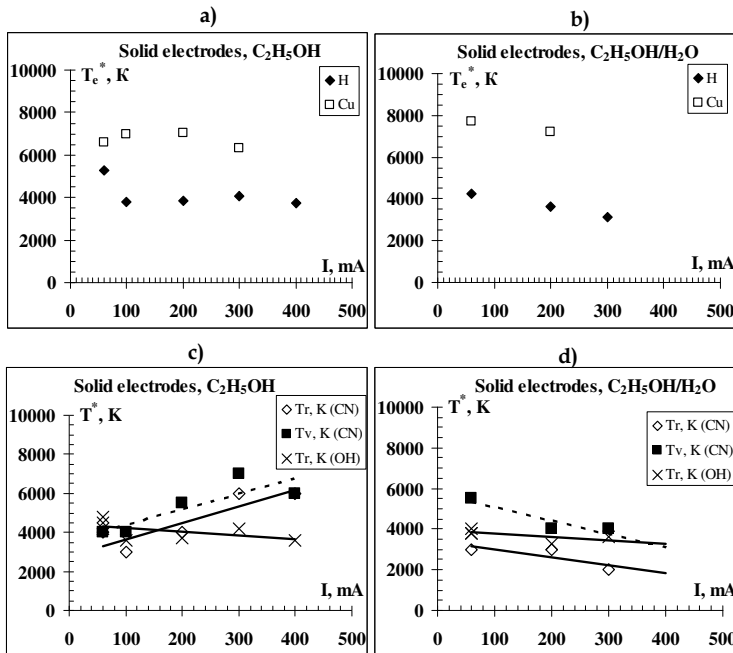 a)
Solid electrodes, C₂H₅OH
Tₑ*, K
H
Cu
10000
8000
6000
4000
2000
0
I, mA
0 100 200 300 400 500
b)
Solid electrodes, C₂H₅OH/H₂O
Tₑ*, K
H
Cu
10000
8000
6000
4000
2000
0
I, mA
0 100 200 300 400 500
c)
Solid electrodes, C₂H₅OH
T*, K
Tr, K (CN)
Tv, K (CN)
Tr, K (OH)
10000
8000
6000
4000
2000
0
I, mA
0 100 200 300 400 500
d)
Solid electrodes, C₂H₅OH/H₂O
T*, K
Tr, K (CN)
Tv, K (CN)
Tr, K (OH)
10000
8000
6000
4000
2000
0
I, mA
0 100 200 300 400 500